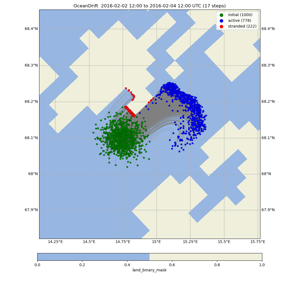 OceanDrift  2026-02-02 12:00 to 2026-02-04 12:00 UTC (17 steps)
initial (1000)
active (778)
stranded (222)
68.4°N 68.4°N
68.3°N 68.3°N
68.2°N 68.2°N
68.1°N 68.1°N
68°N 68°N
67.9°N 67.9°N
14.25°E 14.5°E 14.75°E 15°E 15.25°E 15.5°E 15.75°E
0.0 0.2 0.4 0.6 0.8 1.0
land_binary_mask